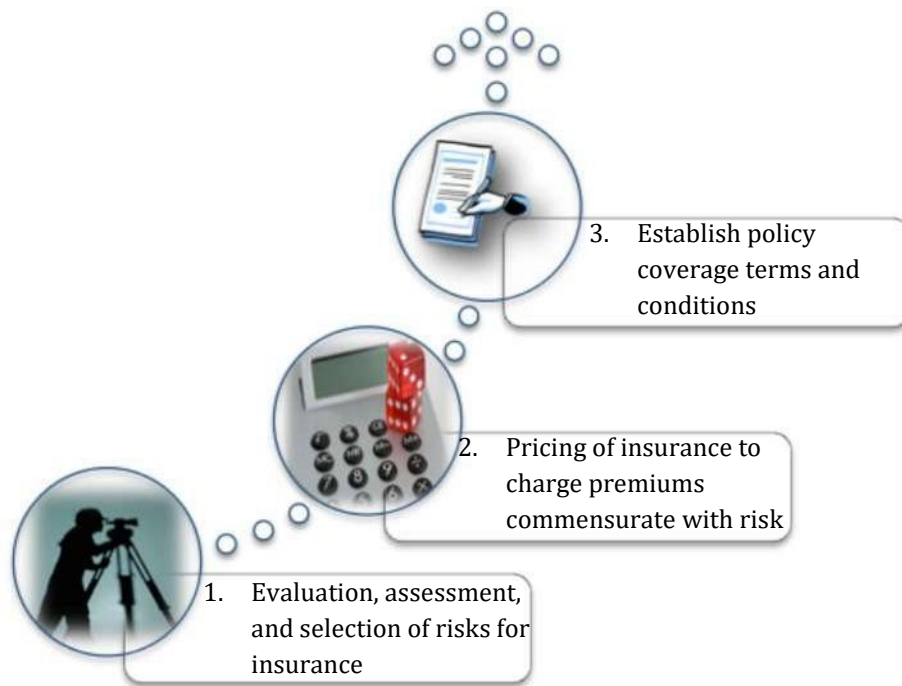 3. Establish policy
coverage terms and
conditions
2. Pricing of insurance to
charge premiums
commensurate with risk
1. Evaluation, assessment,
and selection of risks for
insurance